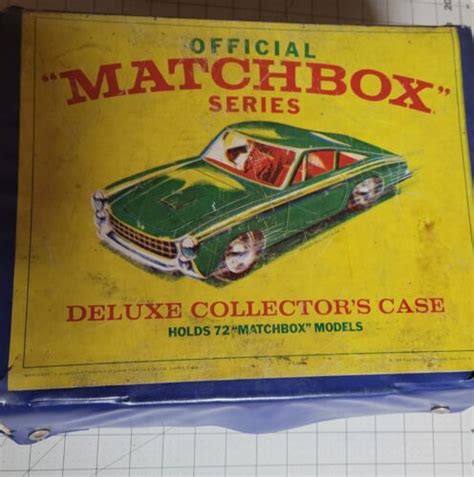 OFFICIAL
"MATCHBOX"
SERIES
DELUXE COLLECTOR'S CASE
HOLDS 72 "MATCHBOX" MODELS